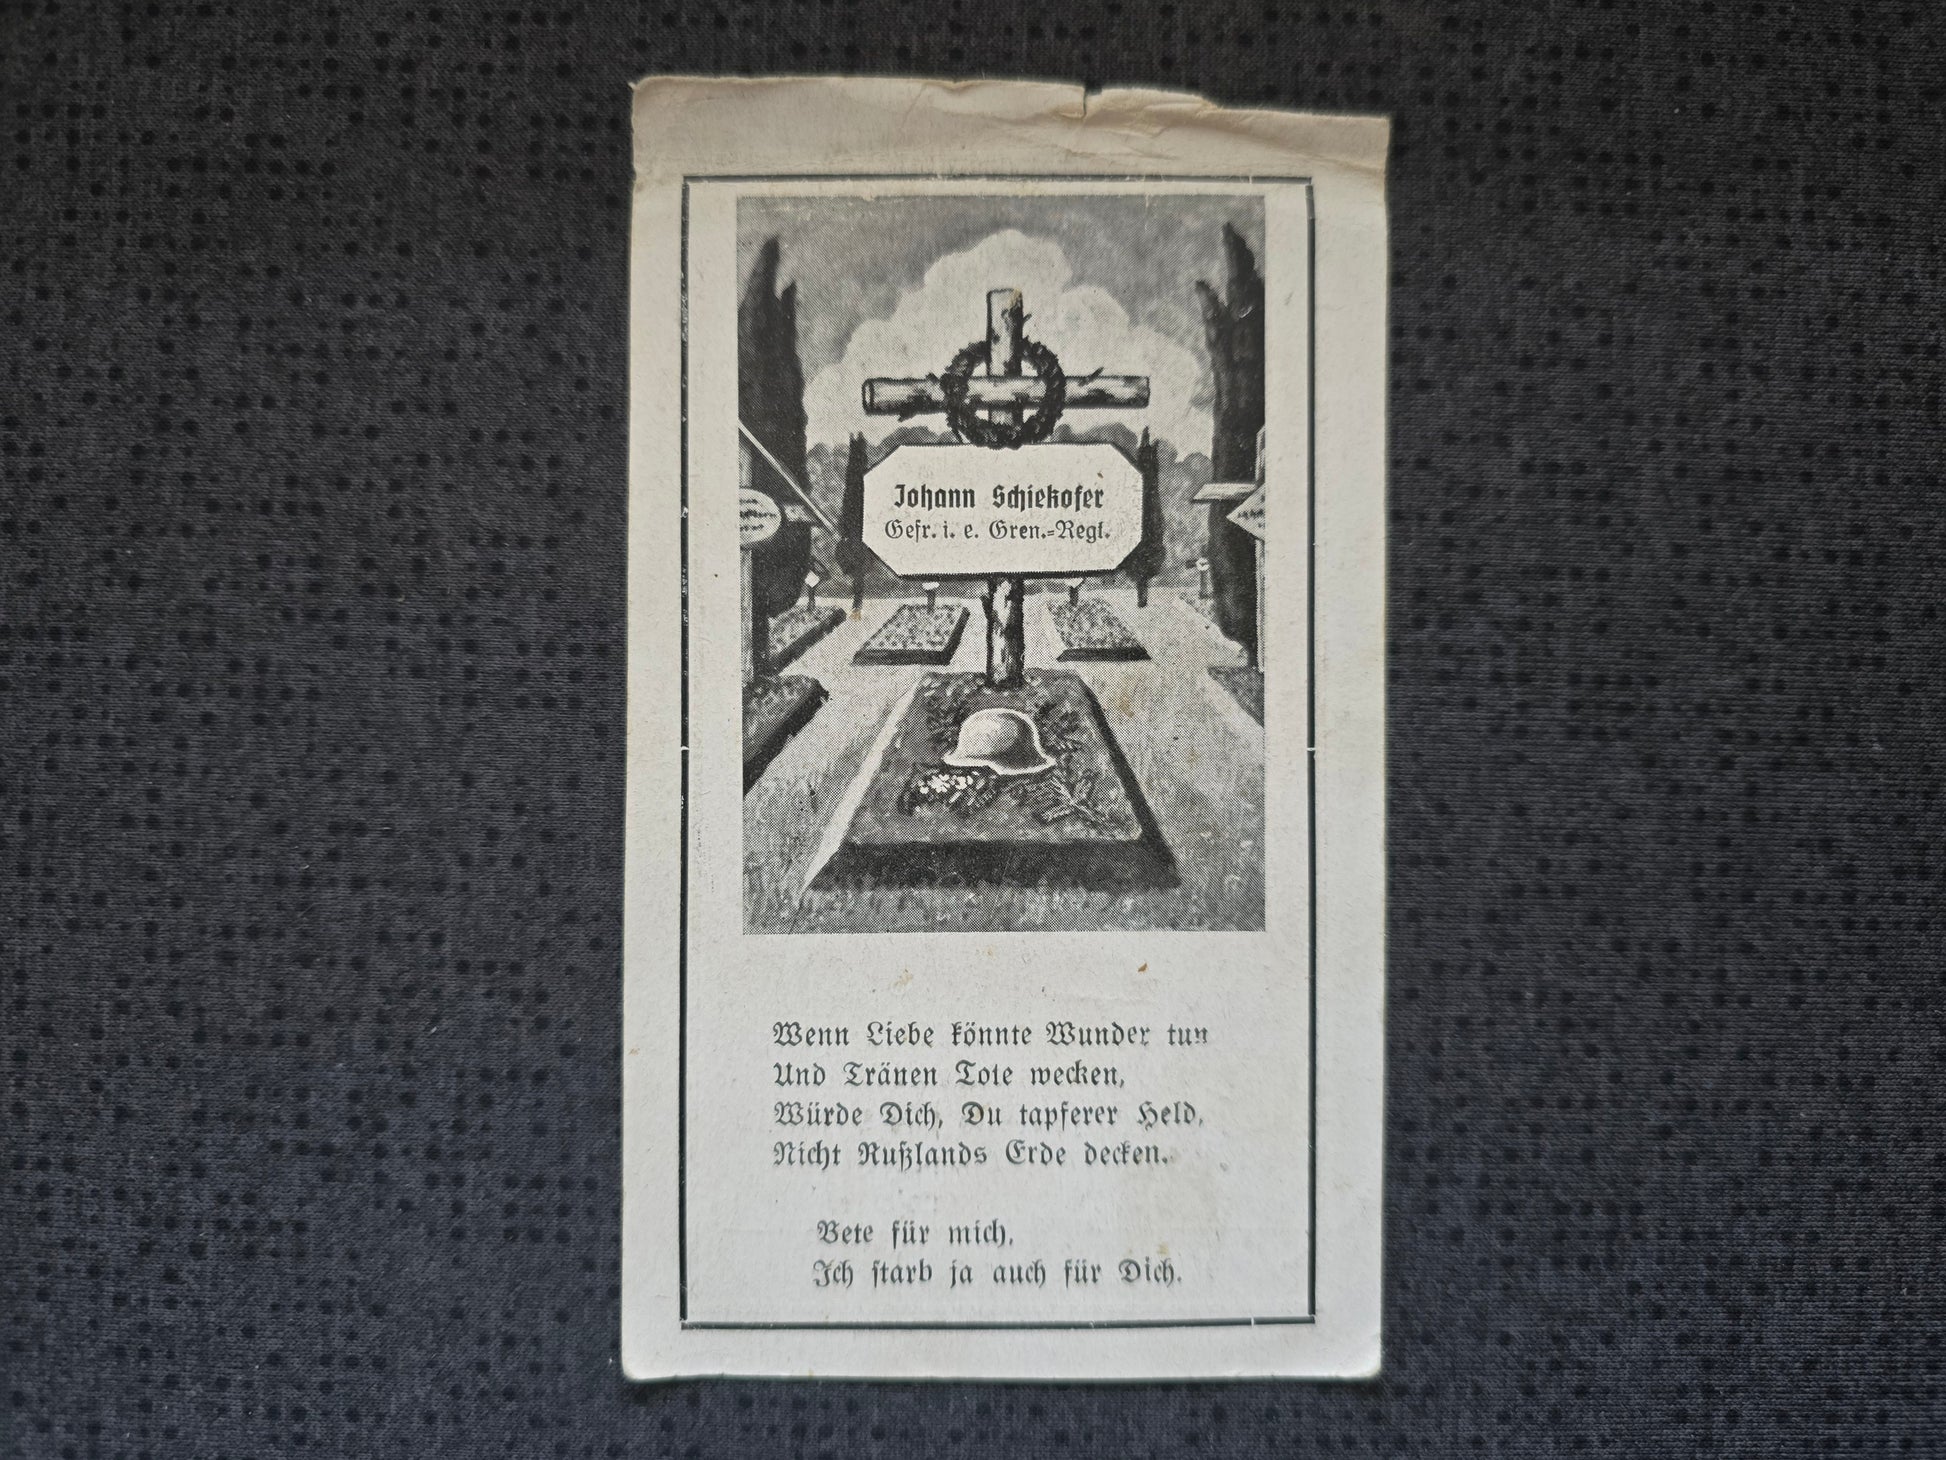 Johann Schiekofer
Gefr. i. e. Gren.-Regt.
Wenn Liebe könnte Wunder tun
Und Tränen Tote wecken,
Würde Dich, Du tapferer Held,
Nicht Rußlands Erde decken.
Bete für mich,
Ich starb ja auch für Dich.